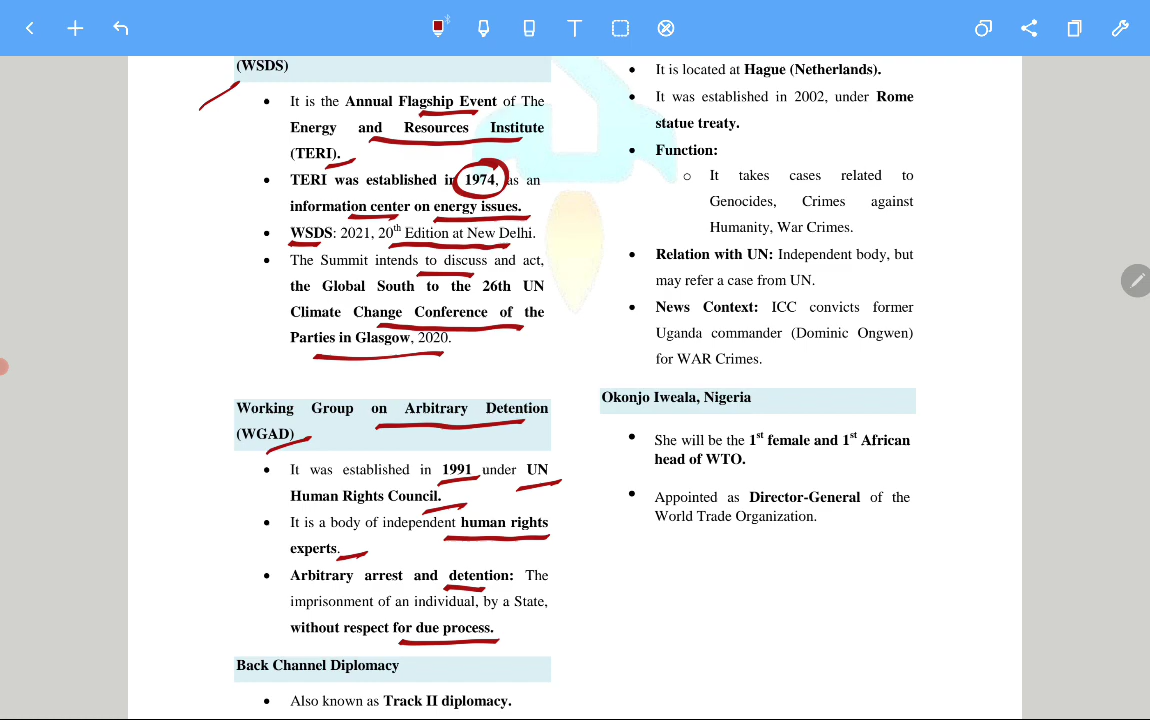 (WSDS)
• It is the Annual Flagship Event of The
Energy and Resources Institute
(TERI).
• TERI was established in 1974, as an
information center on energy issues.
• WSDS: 2021, 20th Edition at New Delhi.
• The Summit intends to discuss and act,
the Global South to the 26th UN
Climate Change Conference of the
Parties in Glasgow, 2020.
Working Group on Arbitrary Detention
(WGAD)
• It was established in 1991 under UN
Human Rights Council.
• It is a body of independent human rights
experts.
• Arbitrary arrest and detention: The
imprisonment of an individual, by a State,
without respect for due process.
Back Channel Diplomacy
• Also known as Track II diplomacy.
• It is located at Hague (Netherlands).
• It was established in 2002, under Rome
statue treaty.
• Function:
o It takes cases related to
Genocides, Crimes against
Humanity, War Crimes.
• Relation with UN: Independent body, but
may refer a case from UN.
• News Context: ICC convicts former
Uganda commander (Dominic Ongwen)
for WAR Crimes.
Okonjo Iweala, Nigeria
• She will be the 1st female and 1st African
head of WTO.
• Appointed as Director-General of the
World Trade Organization.